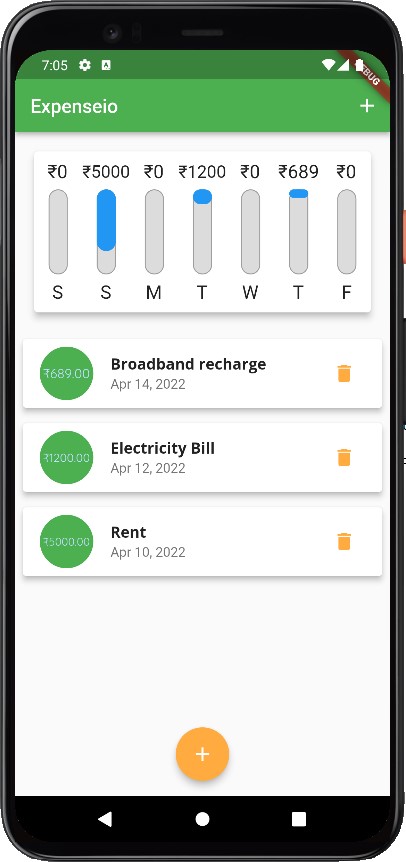 7:05
DEBUG
Expenseio
+
₹0 ₹5000 ₹0 ₹1200 ₹0 ₹689 ₹0
S S M T W T F
₹689.00
Broadband recharge
Apr 14, 2022
₹1200.00
Electricity Bill
Apr 12, 2022
₹5000.00
Rent
Apr 10, 2022
+